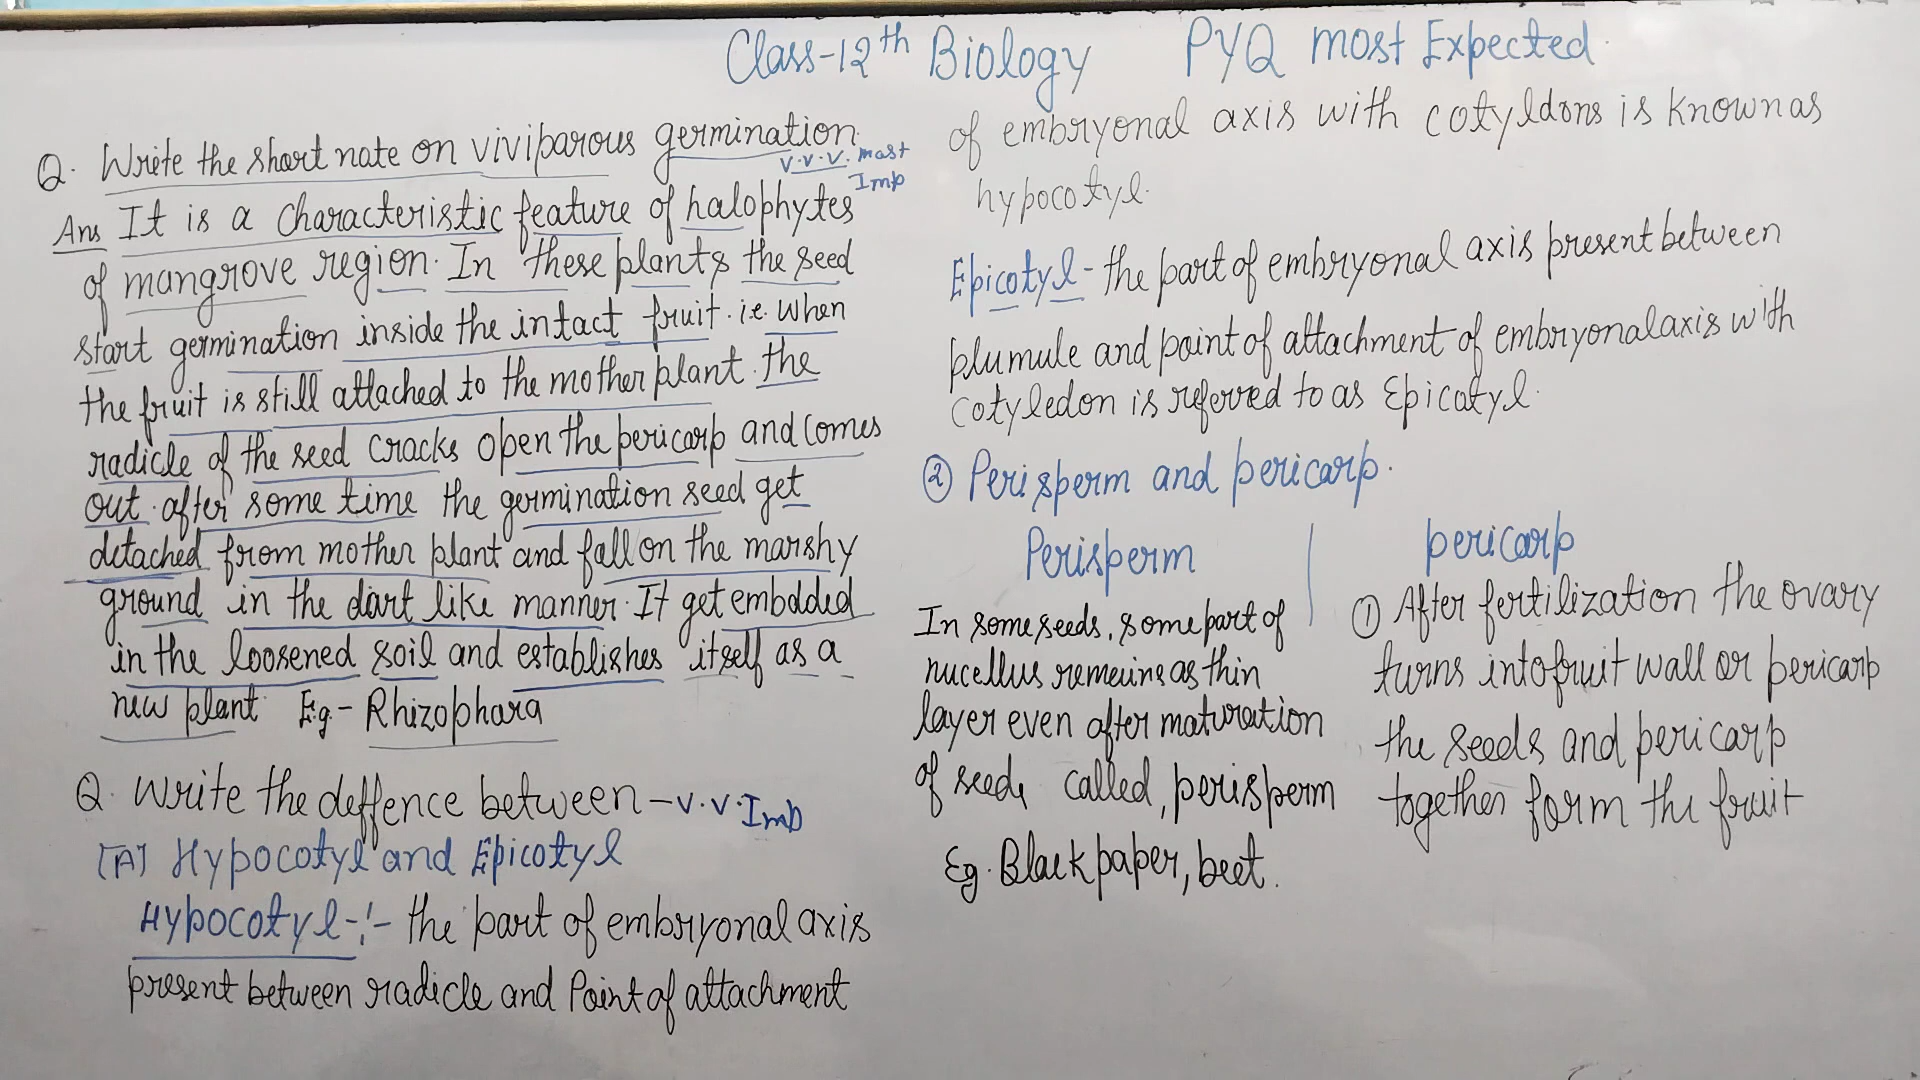 Class-12th Biology PYQ most Expected
Q. Write the short nate on viviparous germination.
v.v.v. mast
Imp
Ans It is a characteristic feature of halophytes
of mangrove region. In these plants the seed
start germination inside the intact fruit. i.e. when
the fruit is still attached to the mother plant. The
radicle of the seed cracks open the pericarp and comes
out. after some time the germination seed get
detached from mother plant and fall on the marshy
ground in the dart like manner. It get embdded
in the loosened soil and establishes itself as a
new plant Eg.- Rhizophara
Q. Write the deffence between - v.v.Imp
[A] Hypocotyl and Epicotyl
Hypocotyl-:- the part of embryonal axis
present between radicle and Point of attachment
of embryonal axis with cotyldons is known as
hypocotyl.
Epicotyl- the part of embryonal axis present between
plumule and point of attachment of embryonal axis with
cotyledon is referred to as Epicotyl.
② Perisperm and pericarp.
Perisperm
In some seeds, some part of
nucellus remains as thin
layer even after maturation
of seeds called, perisperm
Eg. Black paper, beet.
pericarp
① After fertilization the ovary
turns into fruit wall or pericarp
the seeds and pericarp
together form the fruit